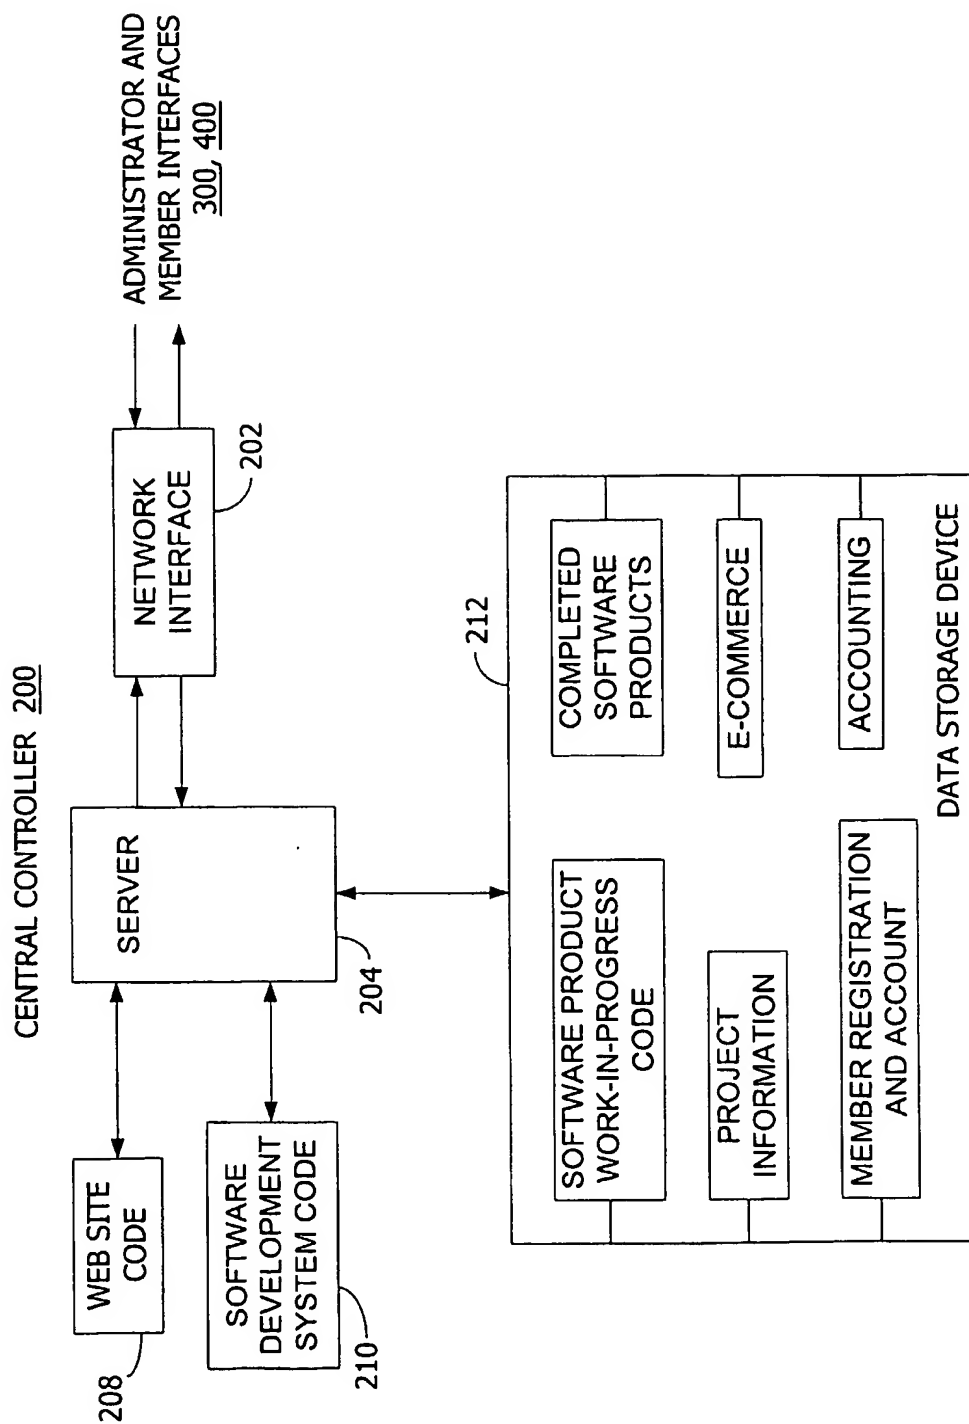 CENTRAL CONTROLLER 200
WEB SITE
CODE
208
SOFTWARE
DEVELOPMENT
SYSTEM CODE
210
SERVER
204
NETWORK
INTERFACE
202
ADMINISTRATOR AND
MEMBER INTERFACES
300, 400
212
SOFTWARE PRODUCT
WORK-IN-PROGRESS
CODE
COMPLETED
SOFTWARE
PRODUCTS
PROJECT
INFORMATION
E-COMMERCE
MEMBER REGISTRATION
AND ACCOUNT
ACCOUNTING
DATA STORAGE DEVICE